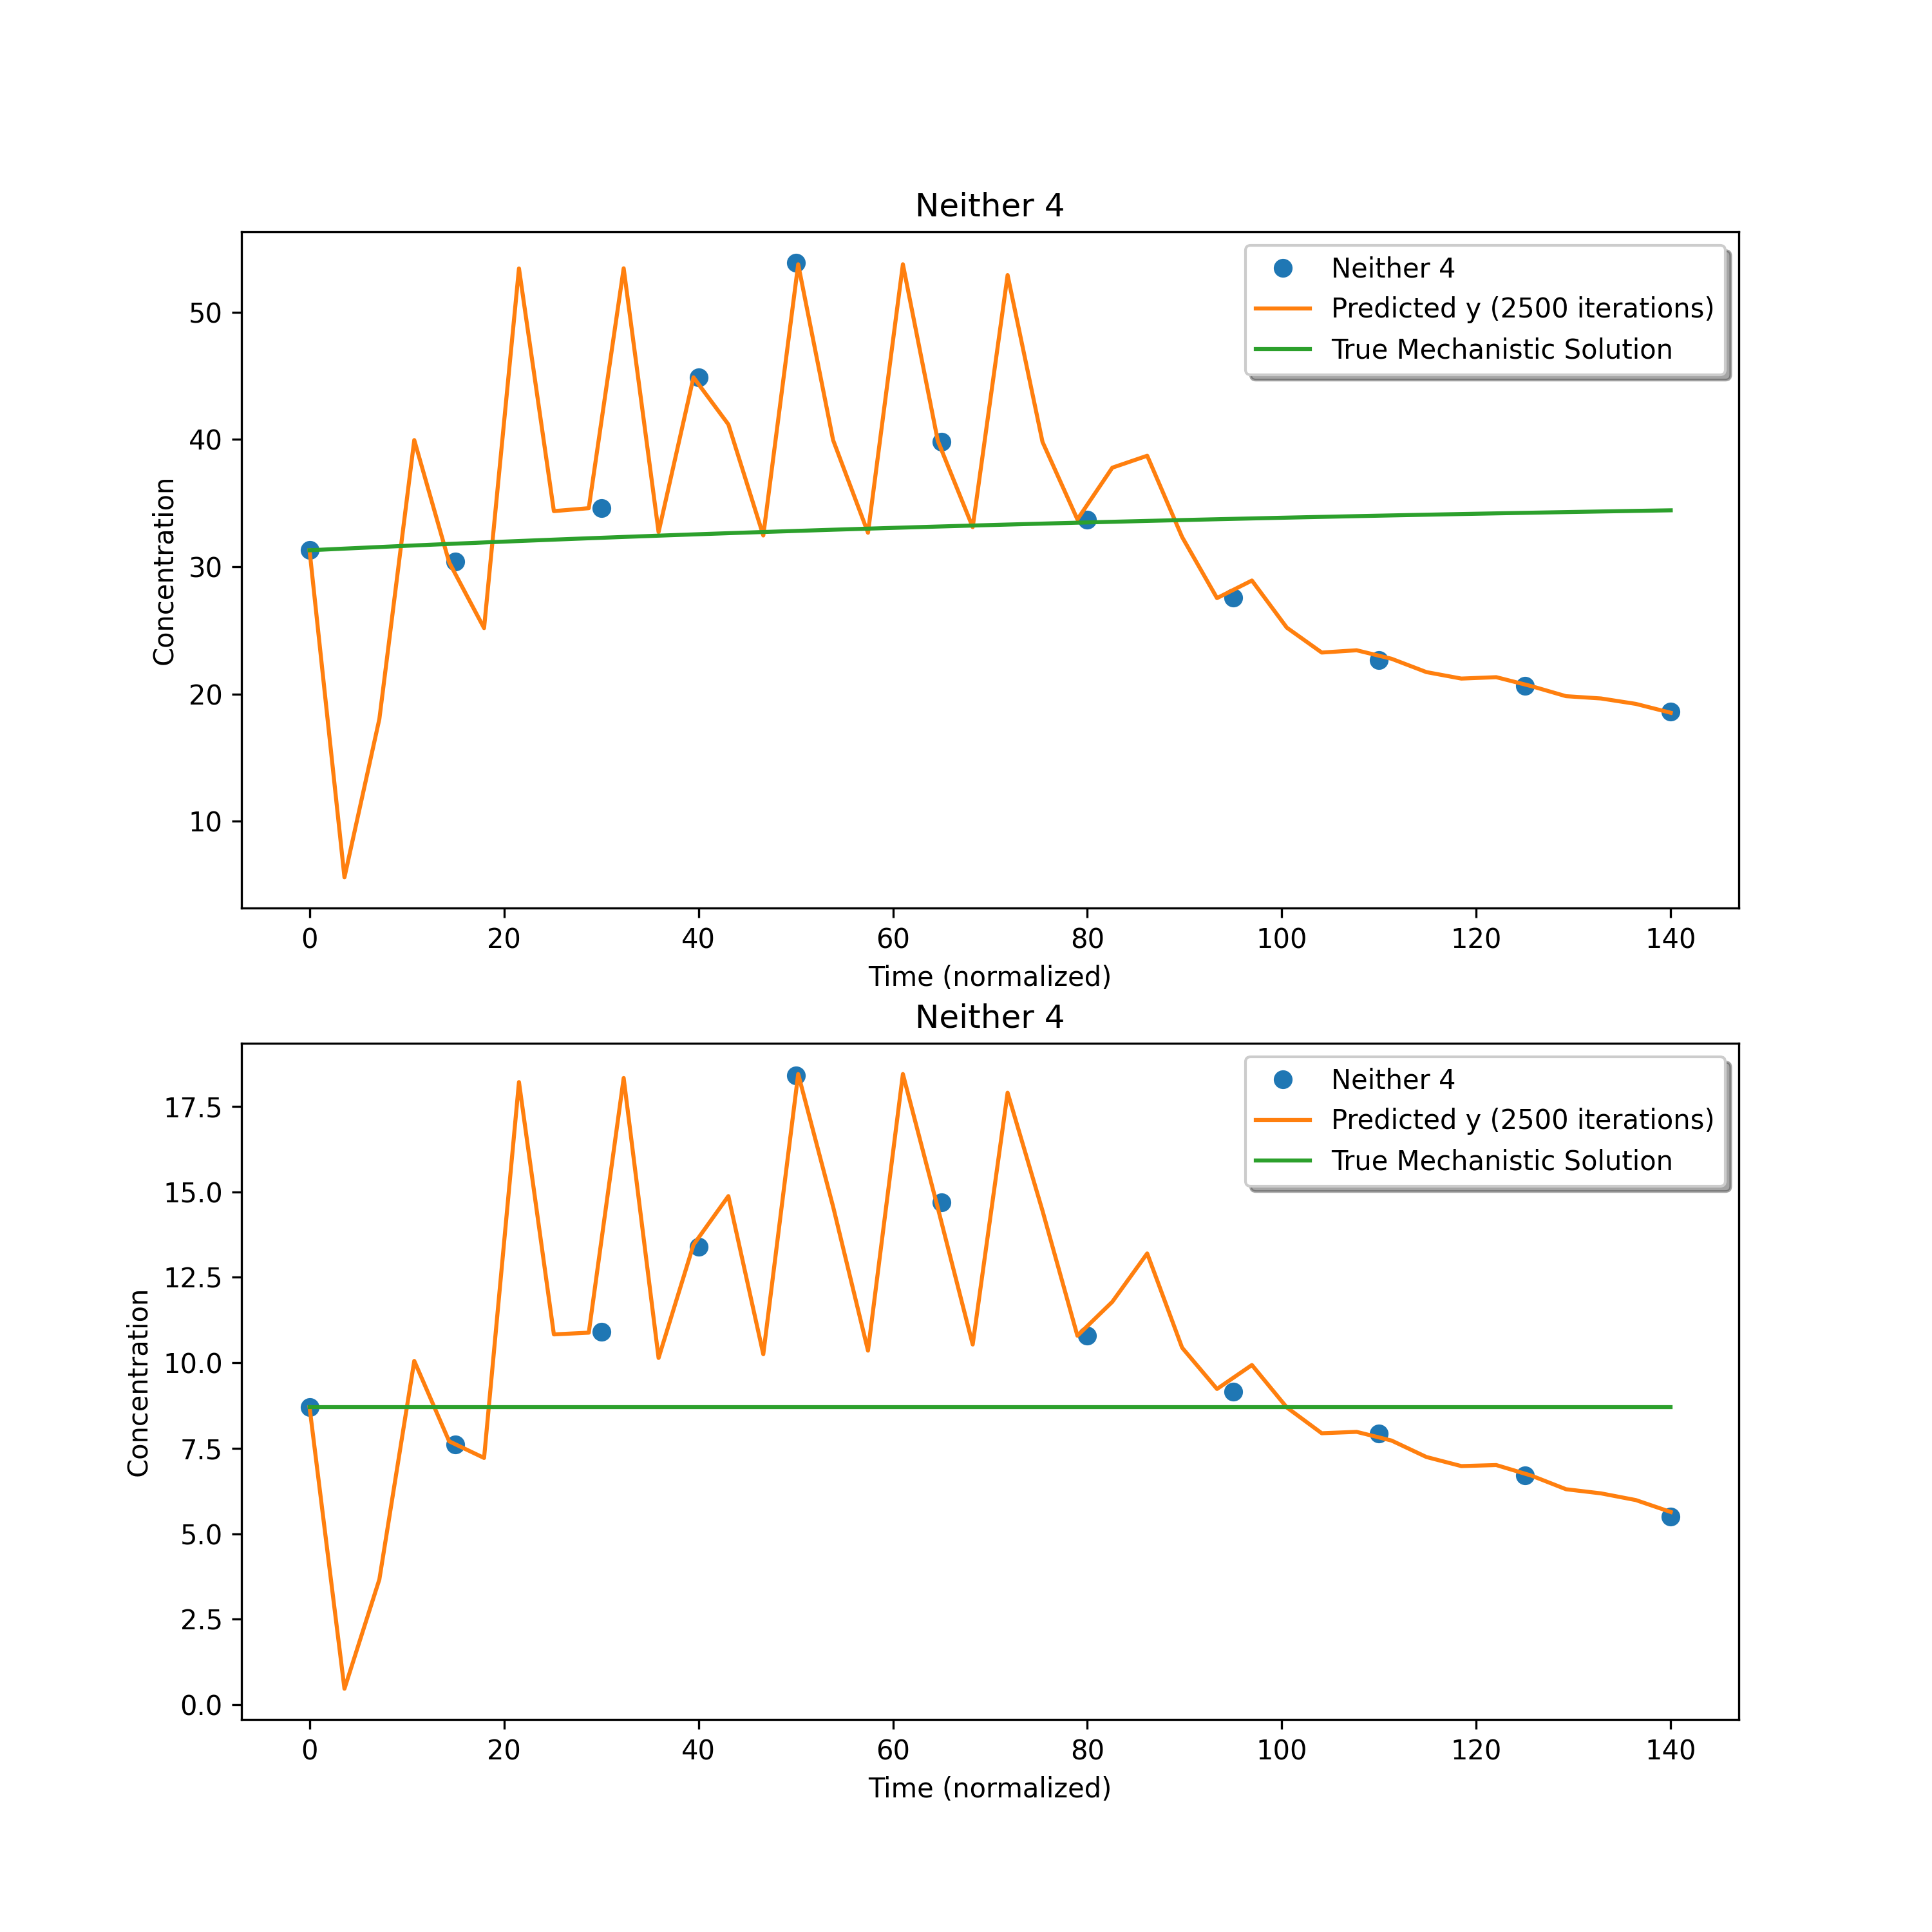 Neither 4
Neither 4
Predicted y (2500 iterations)
True Mechanistic Solution
50
40
30
20
10
Concentration
0 20 40 60 80 100 120 140
Time (normalized)
Neither 4
Neither 4
Predicted y (2500 iterations)
True Mechanistic Solution
17.5
15.0
12.5
10.0
7.5
5.0
2.5
0.0
Concentration
0 20 40 60 80 100 120 140
Time (normalized)